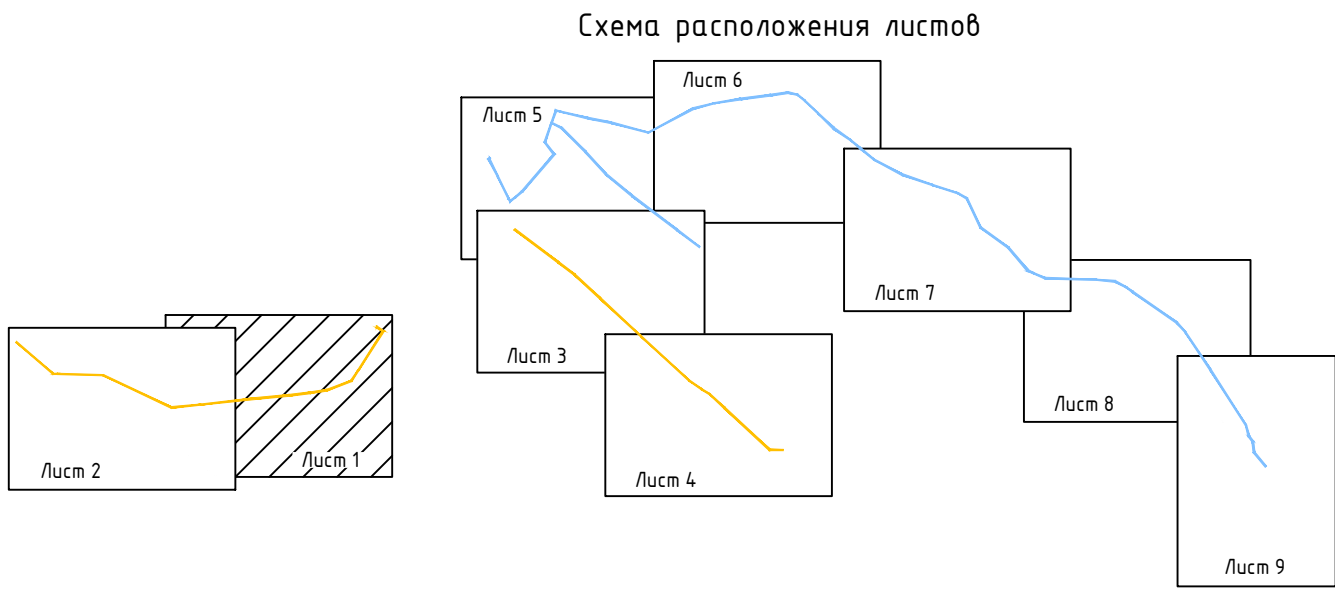 Схема расположения листов
Лист 6
Лист 5
Лист 7
Лист 3
Лист 8
Лист 1
Лист 2
Лист 4
Лист 9